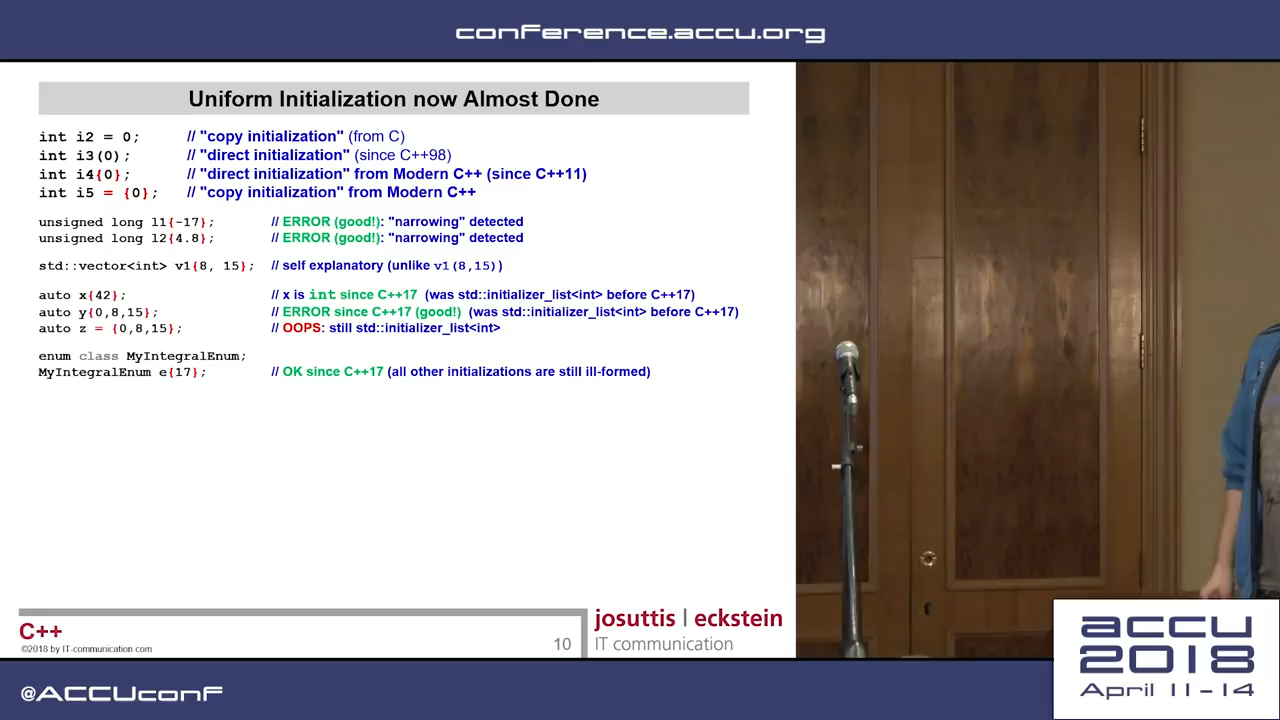 conference.accu.org
Uniform Initialization now Almost Done
int i2 = 0; // "copy initialization" (from C)
int i3(0); // "direct initialization" (since C++98)
int i4{0}; // "direct initialization" from Modern C++ (since C++11)
int i5 = {0}; // "copy initialization" from Modern C++
unsigned long l1{-17}; // ERROR (good!): "narrowing" detected
unsigned long l2{4.8}; // ERROR (good!): "narrowing" detected
std::vector<int> v1{8, 15}; // self explanatory (unlike v1(8,15))
auto x{42}; // x is int since C++17 (was std::initializer_list<int> before C++17)
auto y{0,8,15}; // ERROR since C++17 (good!) (was std::initializer_list<int> before C++17)
auto z = {0,8,15}; // OOPS: still std::initializer_list<int>
enum class MyIntegralEnum;
MyIntegralEnum e{17}; // OK since C++17 (all other initializations are still ill-formed)
C++
©2018 by IT-communication.com
10
josuttis | eckstein
IT communication
accu
2018
April 11-14
@ACCUconf